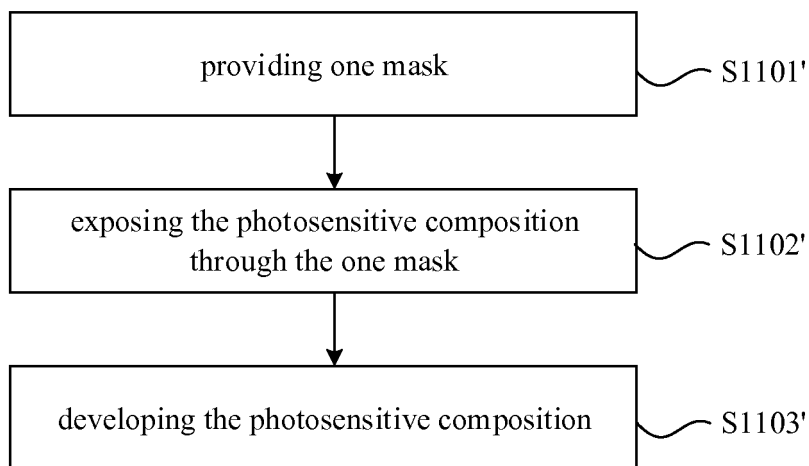 providing one mask
S1101'
exposing the photosensitive composition
through the one mask
S1102'
developing the photosensitive composition
S1103'